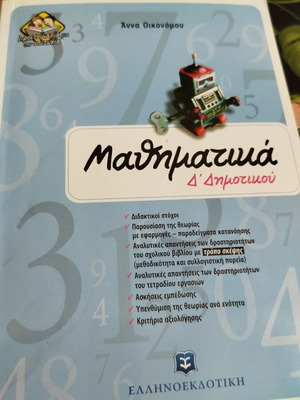 Άννα Οικονόμου
Μαθηματικά
Δ΄ Δημοτικού
Διδακτικοί στόχοι
Παρουσίαση της θεωρίας
με εφαρμογές – παραδείγματα κατανόησης
Αναλυτικές απαντήσεις των δραστηριοτήτων
του σχολικού βιβλίου με τρόπο σκέψης
(μεθοδικότητα και συλλογιστική πορεία)
Αναλυτικές απαντήσεις των δραστηριοτήτων
του τετραδίου εργασιών
Ασκήσεις εμπέδωσης
Υπενθύμιση της θεωρίας ανά ενότητα
Κριτήρια αξιολόγησης
ΕΛΛΗΝΟΕΚΔΟΤΙΚΗ